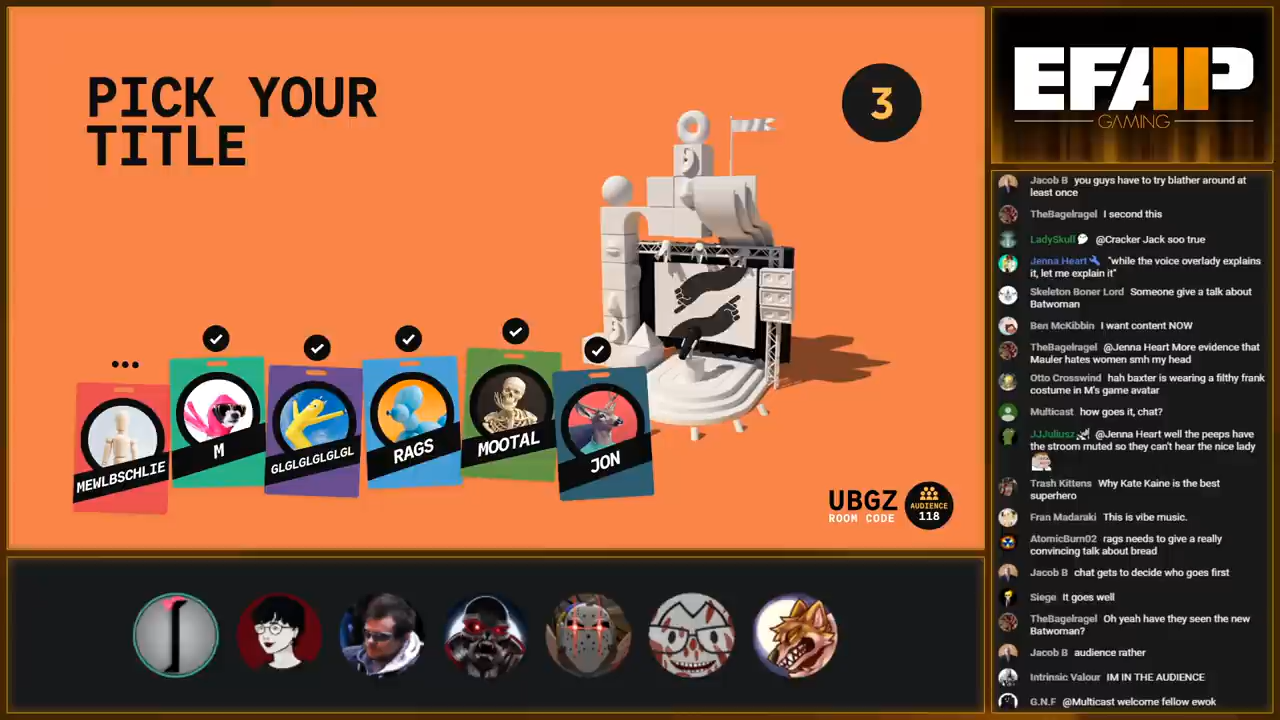 PICK YOUR
TITLE
3
MEWLBSCHLIE
M
GLGLGLGLGLGL
RAGS
MOOTAL
JON
UBGZ
ROOM CODE
AUDIENCE
118
EFAP
GAMING
Jacob B you guys have to try blather around at
least once
TheBagelragel I second this
LadySkull @Cracker Jack soo true
Jenna Heart "while the voice overlady explains
it, let me explain it"
Skeleton Boner Lord Someone give a talk about
Batwoman
Ben McKibbin I want content NOW
TheBagelragel @Jenna Heart More evidence that
Mauler hates women smh my head
Otto Crosswind hah baxter is wearing a filthy frank
costume in M's game avatar
Multicast how goes it, chat?
JJJuliusz @Jenna Heart well the peeps have
the stroom muted so they can't hear the nice lady
Trash Kittens Why Kate Kaine is the best
superhero
Fran Madaraki This is vibe music.
AtomicBurn02 rags needs to give a really
convincing talk about bread
Jacob B chat gets to decide who goes first
Siege It goes well
TheBagelragel Oh yeah have they seen the new
Batwoman?
Jacob B audience rather
Intrinsic Valour IM IN THE AUDIENCE
G.N.F @Multicast welcome fellow ewok